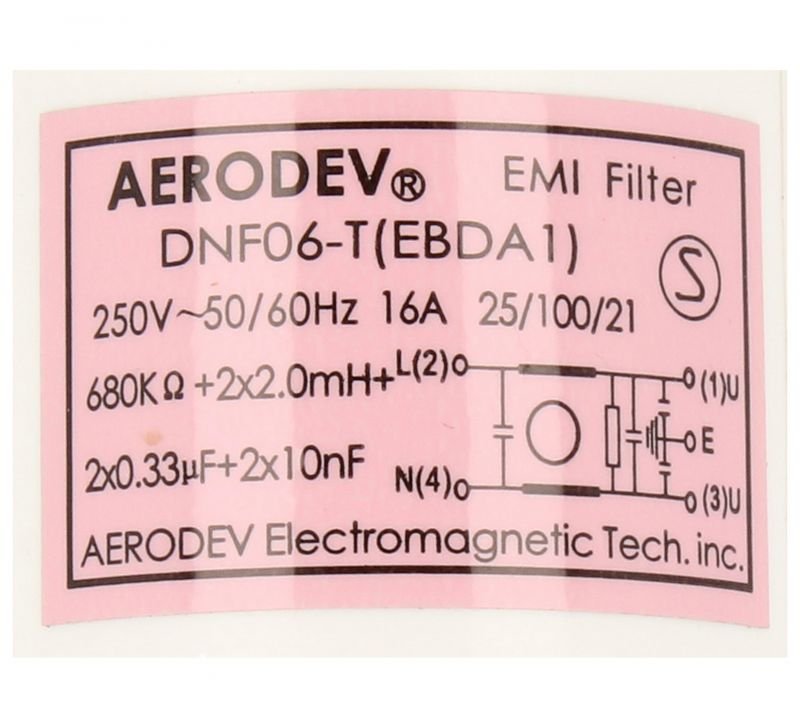 AERODEV® EMI Filter
DNF06-T(EBDA1)
S
250V~50/60Hz 16A 25/100/21
680KΩ+2x2.0mH+
L(2) (1)U
E
2x0.33µF+2x10nF
N(4) (3)U
AERODEV Electromagnetic Tech. inc.